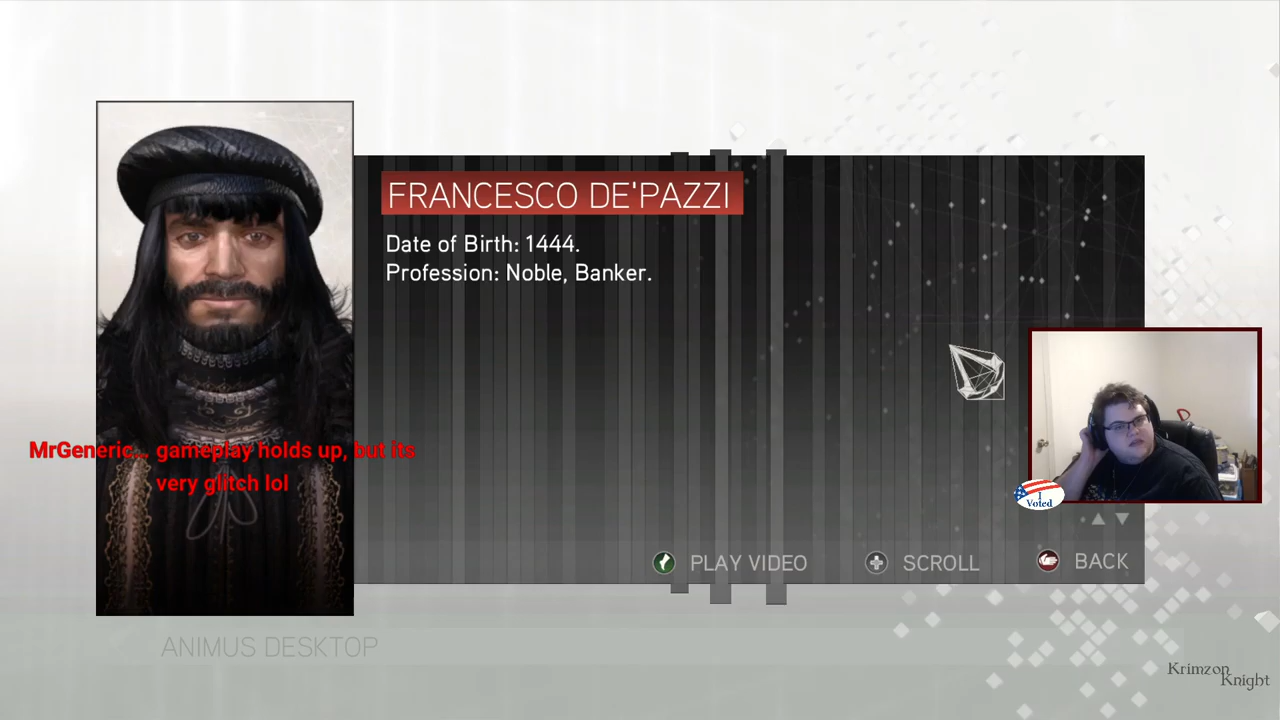 FRANCESCO DE'PAZZI
Date of Birth: 1444.
Profession: Noble, Banker.
MrGeneric... gameplay holds up, but its
very glitch lol
I
Voted
PLAY VIDEO
SCROLL
BACK
ANIMUS DESKTOP
Krimzon
Knight